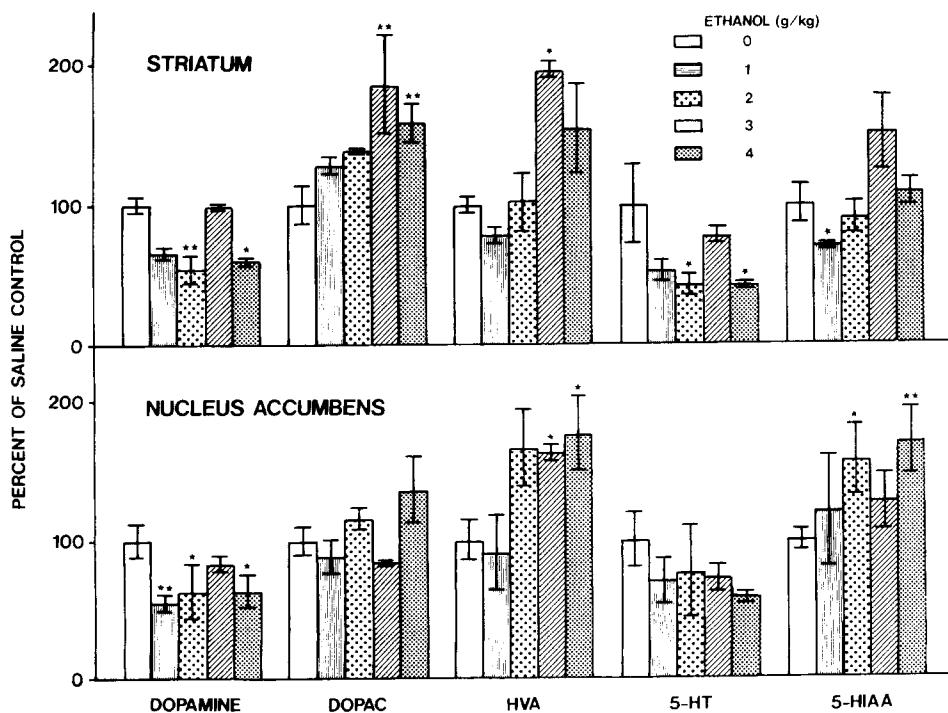 ETHANOL (g/kg)
0
1
2
3
4
STRIATUM
200
100
0
** * ** ** * * * *
NUCLEUS ACCUMBENS
200
100
0
** * * * * * **
PERCENT OF SALINE CONTROL
DOPAMINE DOPAC HVA 5-HT 5-HIAA